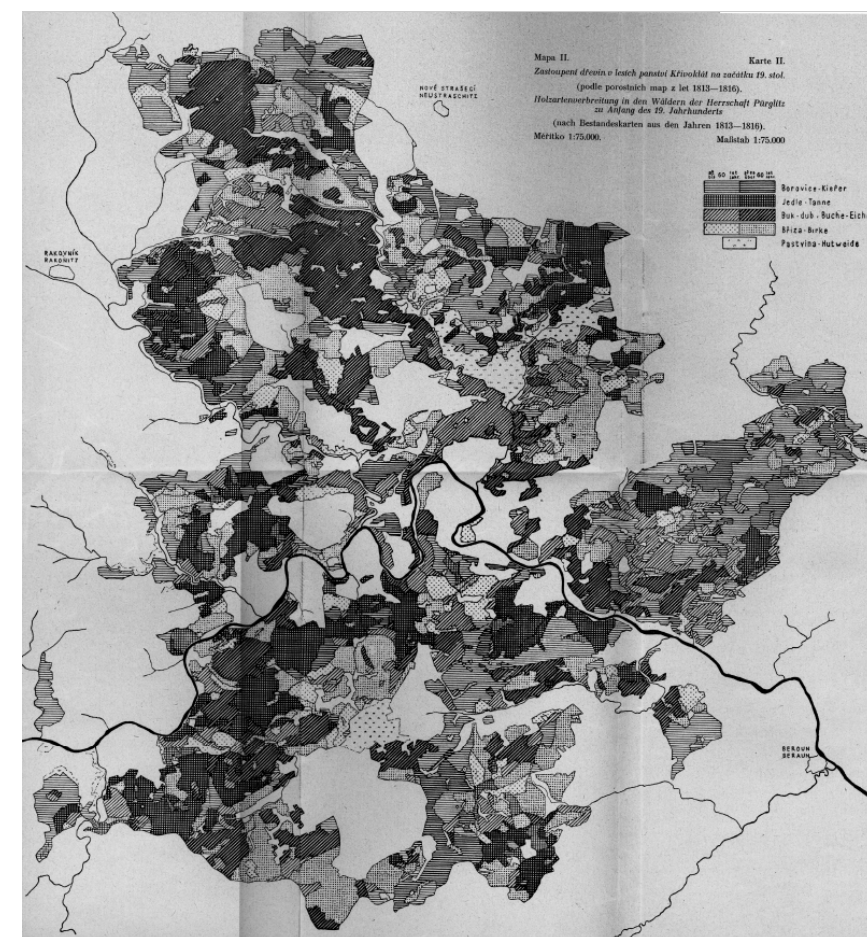 Mapa II. Karte II.
Zastoupení dřevin v lesích panství Křivoklát na začátku 19. stol.
(podle porostních map z let 1813—1816).
Holzartenverbreitung in den Wäldern der Herrschaft Pürglitz
zu Anfang des 19. Jahrhunderts
(nach Bestandeskarten aus den Jahren 1813—1816).
Měřítko 1:75.000. Maßstab 1:75.000
NOVÉ STRAŠECÍ
NEUSTRASCHITZ
60 60
Borovice-Kiefer
Jedle-Tanne
Buk-dub, Buche-Eiche
Bříza-Birke
Pastvina-Hutweide
RAKOVNÍK
RAKONITZ
BEROUN
BERAUN